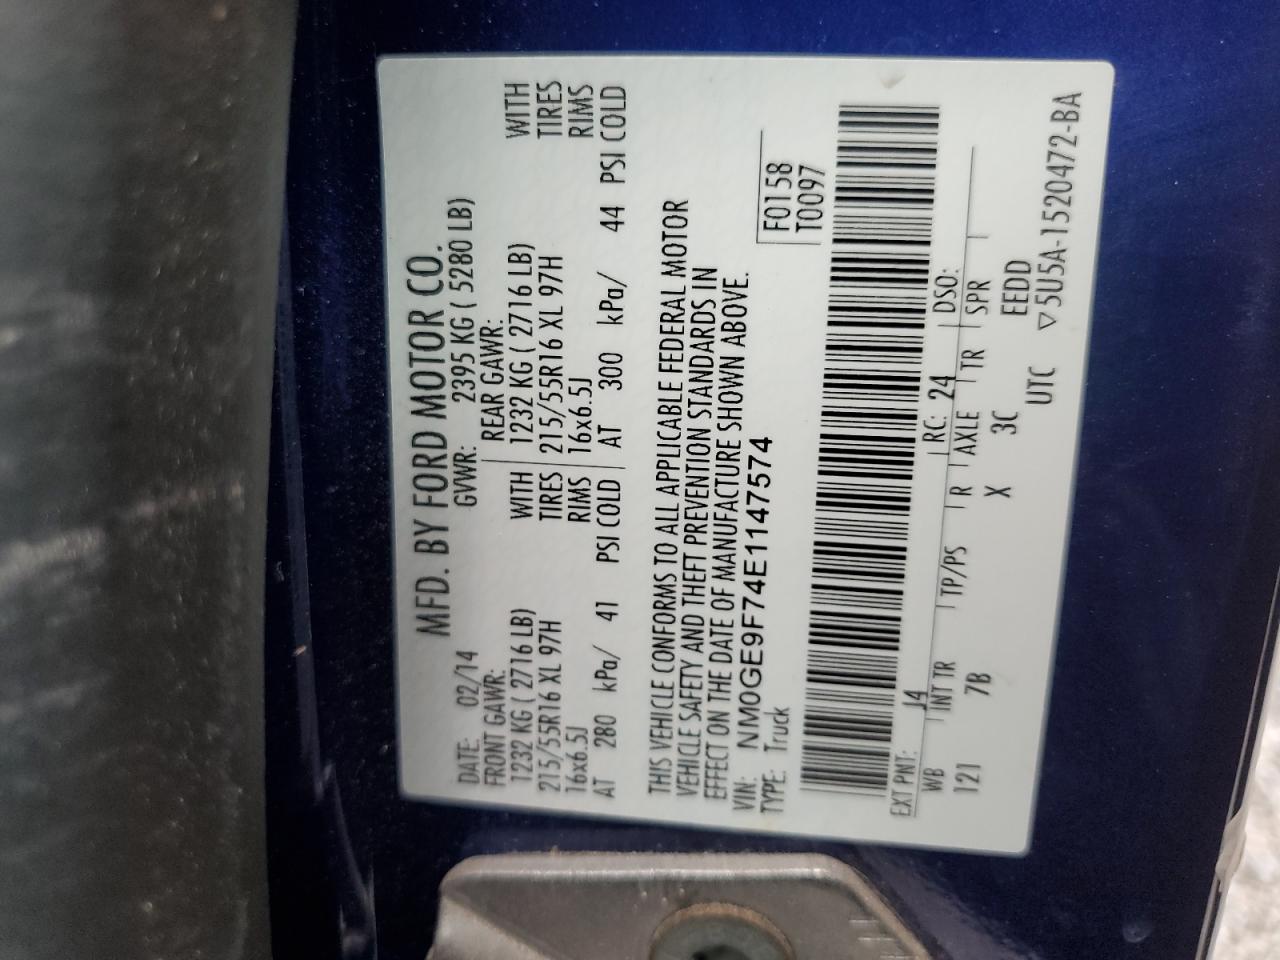 MFD. BY FORD MOTOR CO.
DATE: 02/14 GVWR: 2395 KG ( 5280 LB)
FRONT GAWR: REAR GAWR:
1232 KG ( 2716 LB) WITH 1232 KG ( 2716 LB) WITH
215/55R16 XL 97H TIRES 215/55R16 XL 97H TIRES
16x6.5J RIMS 16x6.5J RIMS
AT 280 kPa/ 41 PSI COLD AT 300 kPa/ 44 PSI COLD
THIS VEHICLE CONFORMS TO ALL APPLICABLE FEDERAL MOTOR
VEHICLE SAFETY AND THEFT PREVENTION STANDARDS IN
EFFECT ON THE DATE OF MANUFACTURE SHOWN ABOVE.
VIN: NM0GE9F74E1147574 F0158
TYPE: Truck T0097
EXT PNT: J4 RC: 24 DSO:
WB INT TR TP/PS R AXLE TR SPR
121 7B X 3C EEDD
UTC ▽5U5A-1520472-BA